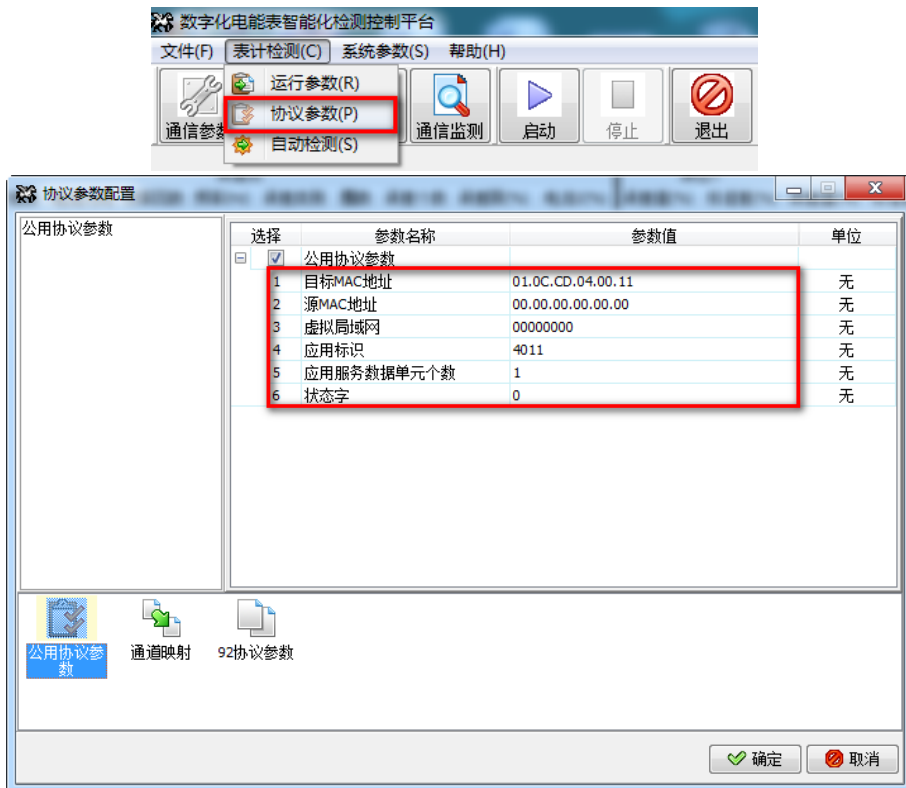 数字化电能表智能化检测控制平台
文件(F) 表计检测(C) 系统参数(S) 帮助(H)
运行参数(R)
协议参数(P)
自动检测(S)
通信参数 通信监测 启动 停止 退出
协议参数配置
公用协议参数
选择 参数名称 参数值 单位
公用协议参数
1 目标MAC地址 01.0C.CD.04.00.11 无
2 源MAC地址 00.00.00.00.00.00 无
3 虚拟局域网 00000000 无
4 应用标识 4011 无
5 应用服务数据单元个数 1 无
6 状态字 0 无
公用协议参数 通道映射 92协议参数
确定 取消